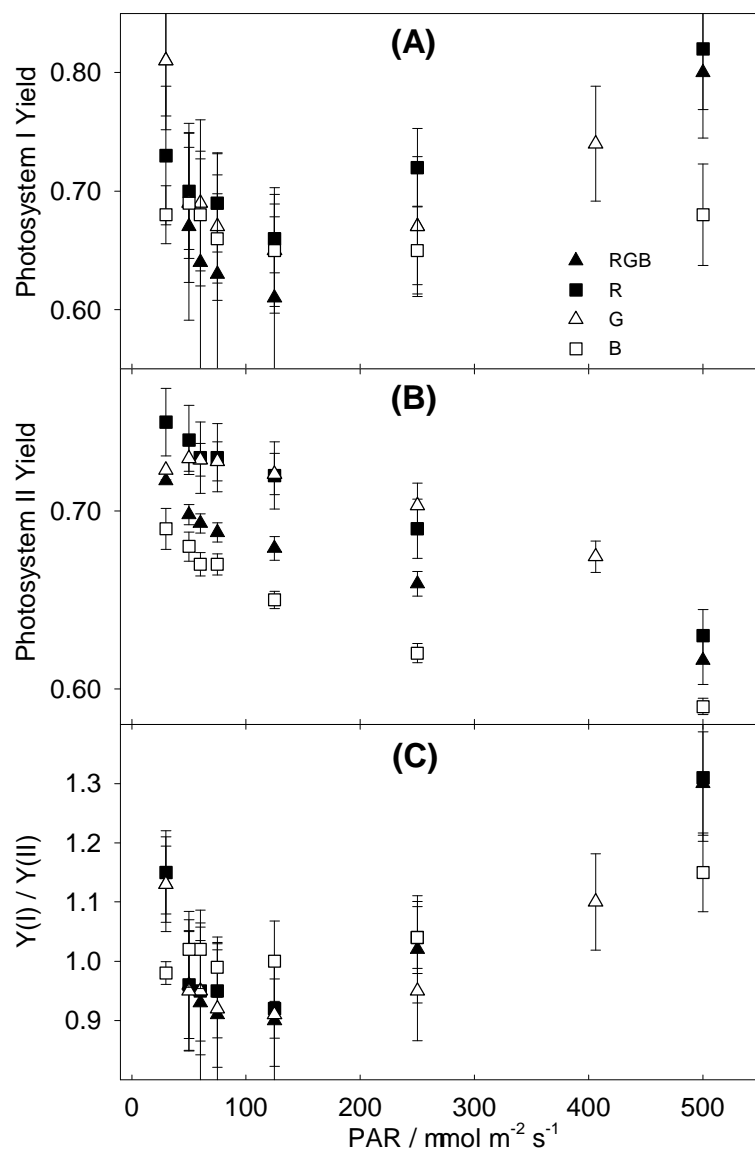 (A)
Photosystem I Yield
0.80
0.70
0.60
RGB
R
G
B
(B)
Photosystem II Yield
0.70
0.60
(C)
Y(I) / Y(II)
1.3
1.2
1.1
1.0
0.9
0 100 200 300 400 500
PAR / mmol m⁻² s⁻¹